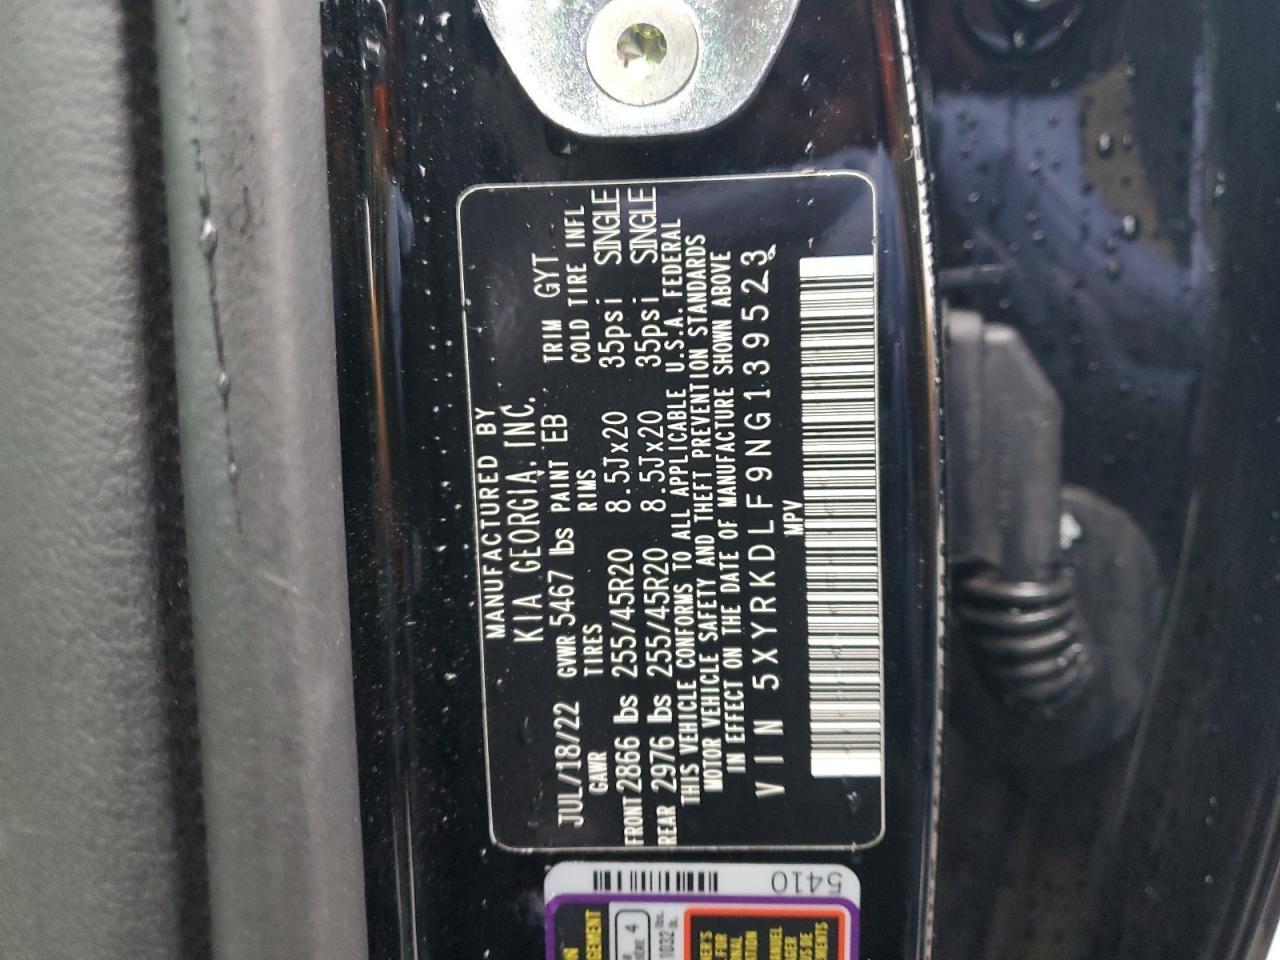 MANUFACTURED BY
KIA GEORGIA, INC.
JUL/18/22 GVWR 5467 lbs PAINT EB TRIM GYT
GAWR TIRES RIMS COLD TIRE INFL
FRONT 2866 lbs 255/45R20 8.5Jx20 35psi SINGLE
REAR 2976 lbs 255/45R20 8.5Jx20 35psi SINGLE
THIS VEHICLE CONFORMS TO ALL APPLICABLE U.S.A. FEDERAL
MOTOR VEHICLE SAFETY AND THEFT PREVENTION STANDARDS
IN EFFECT ON THE DATE OF MANUFACTURE SHOWN ABOVE
VIN 5XYRKDLF9NG139523
MPV
5410
4
1032 lbs.